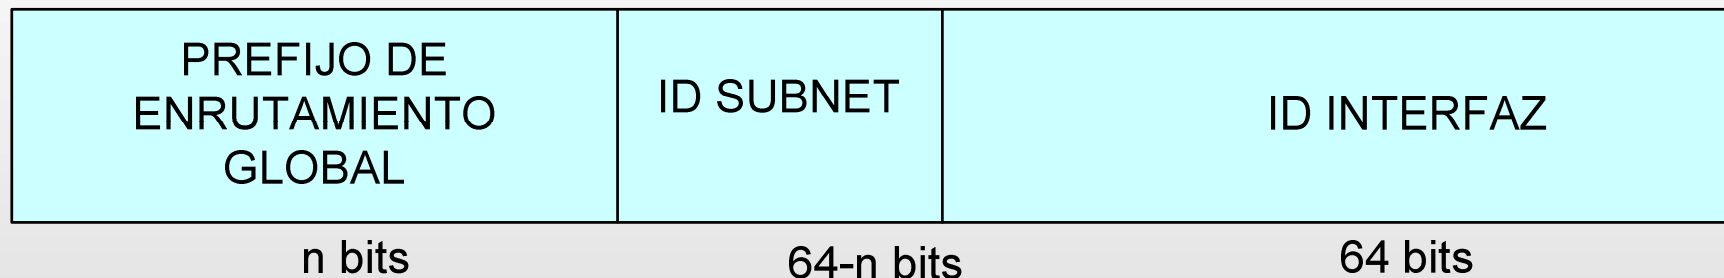 PREFIJO DE
ENRUTAMIENTO
GLOBAL
ID SUBNET
ID INTERFAZ
n bits
64-n bits
64 bits